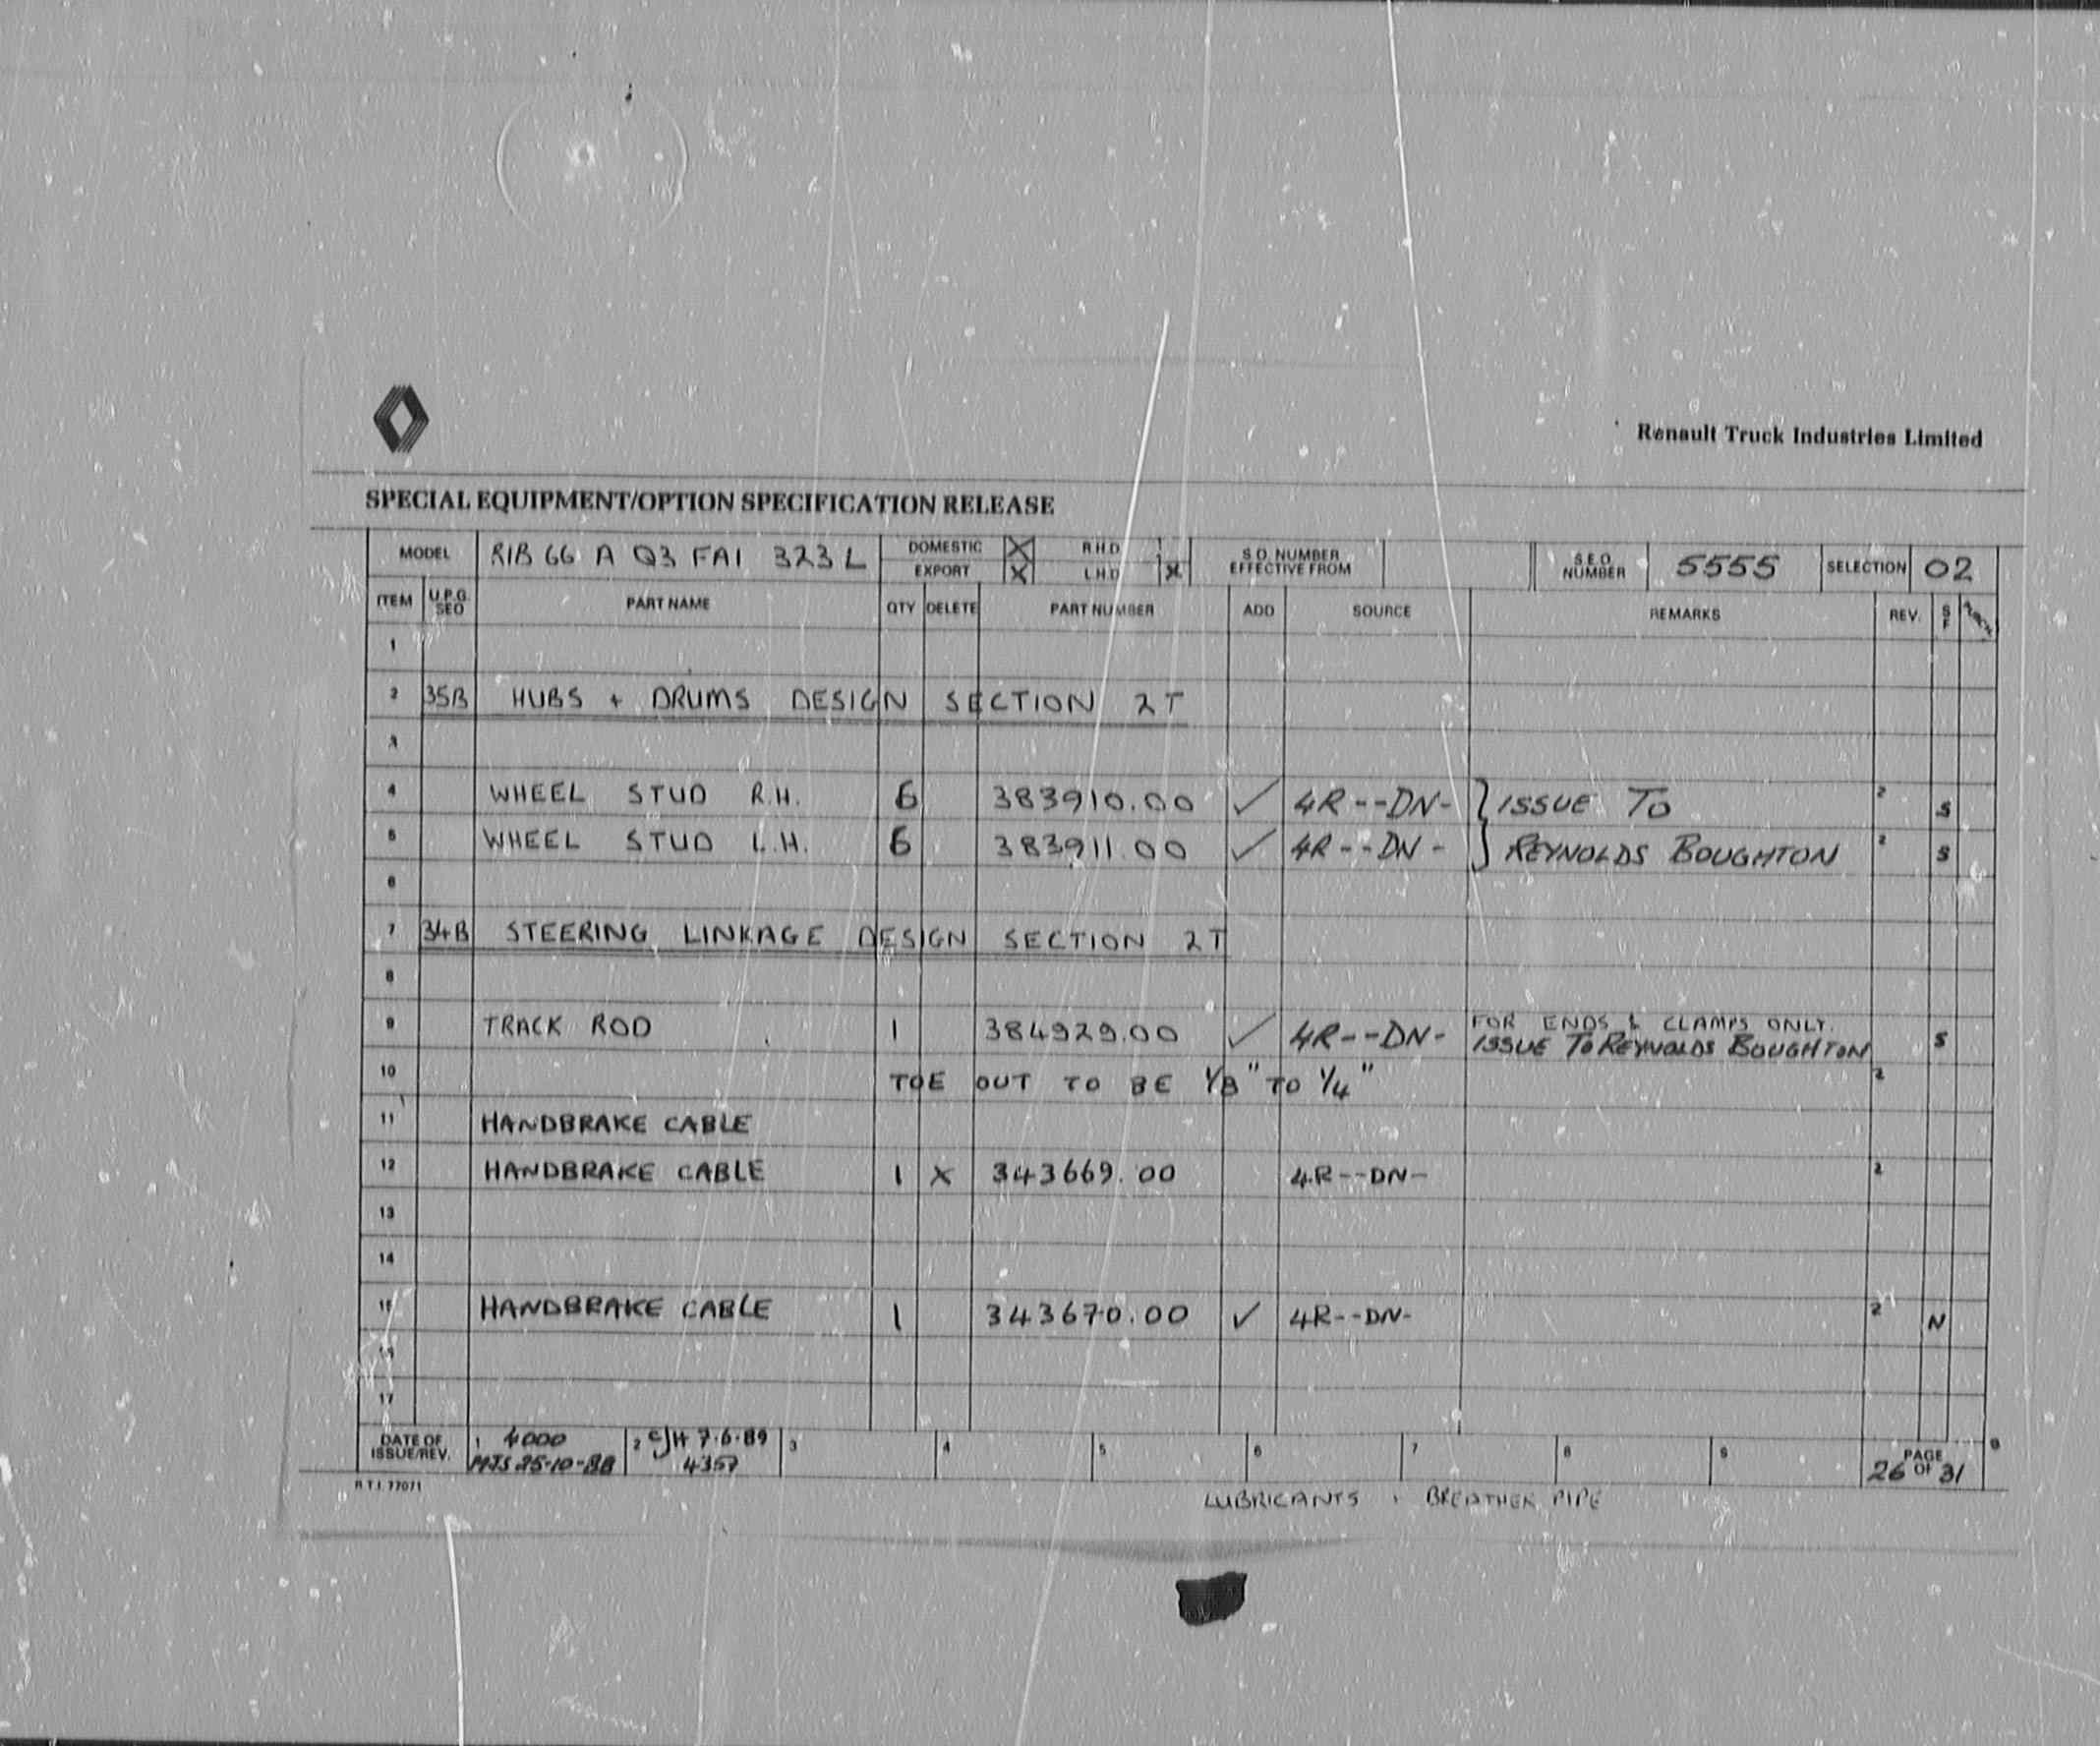 Renault Truck Industries Limited
SPECIAL EQUIPMENT/OPTION SPECIFICATION RELEASE
MODEL R1B 66 A Q3 FA1 323 L DOMESTIC X R.H.D. S.O. NUMBER EFFECTIVE FROM S.E.O. NUMBER 5555 SELECTION 02
EXPORT X L.H.D. X
ITEM U.P.G. SEO PART NAME QTY DELETE PART NUMBER ADD SOURCE REMARKS REV. S F
1
2 35B HUBS + DRUMS DESIGN SECTION 2T
3
4 WHEEL STUD R.H. 6 383910.00 ✓ 4R--DN- } ISSUE TO 2 S
5 WHEEL STUD L.H. 6 383911.00 ✓ 4R--DN- } REYNOLDS BOUGHTON 2 S
6
7 34B STEERING LINKAGE DESIGN SECTION 2T
8
9 TRACK ROD 1 384929.00 ✓ 4R--DN- FOR ENDS & CLAMPS ONLY. ISSUE TO REYNOLDS BOUGHTON S
10 TOE OUT TO BE 1/8" TO 1/4" 2
11 HANDBRAKE CABLE
12 HANDBRAKE CABLE 1 X 343669.00 4R--DN- 2
13
14
15 HANDBRAKE CABLE 1 343670.00 ✓ 4R--DN- 2 N
17
DATE OF ISSUE/REV. 1 4000 MJS 25-10-88 2 CJH 7.6.89 4357 3 4 5 6 7 8 9 PAGE 26 OF 31
R.T.I. 77071
LUBRICANTS BREATHER PIPE